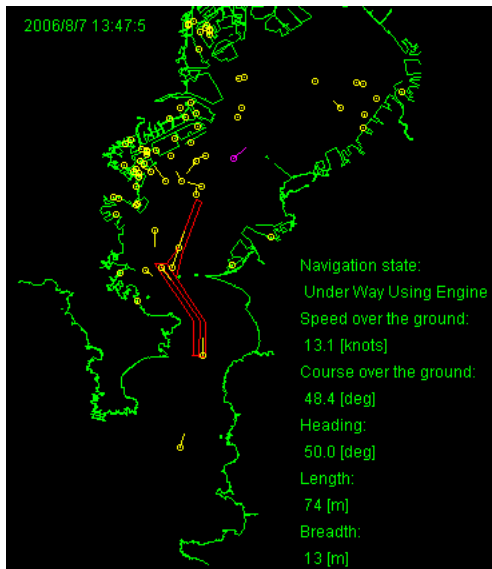 2006/8/7 13:47:5
Navigation state:
Under Way Using Engine
Speed over the ground:
13.1 [knots]
Course over the ground:
48.4 [deg]
Heading:
50.0 [deg]
Length:
74 [m]
Breadth:
13 [m]